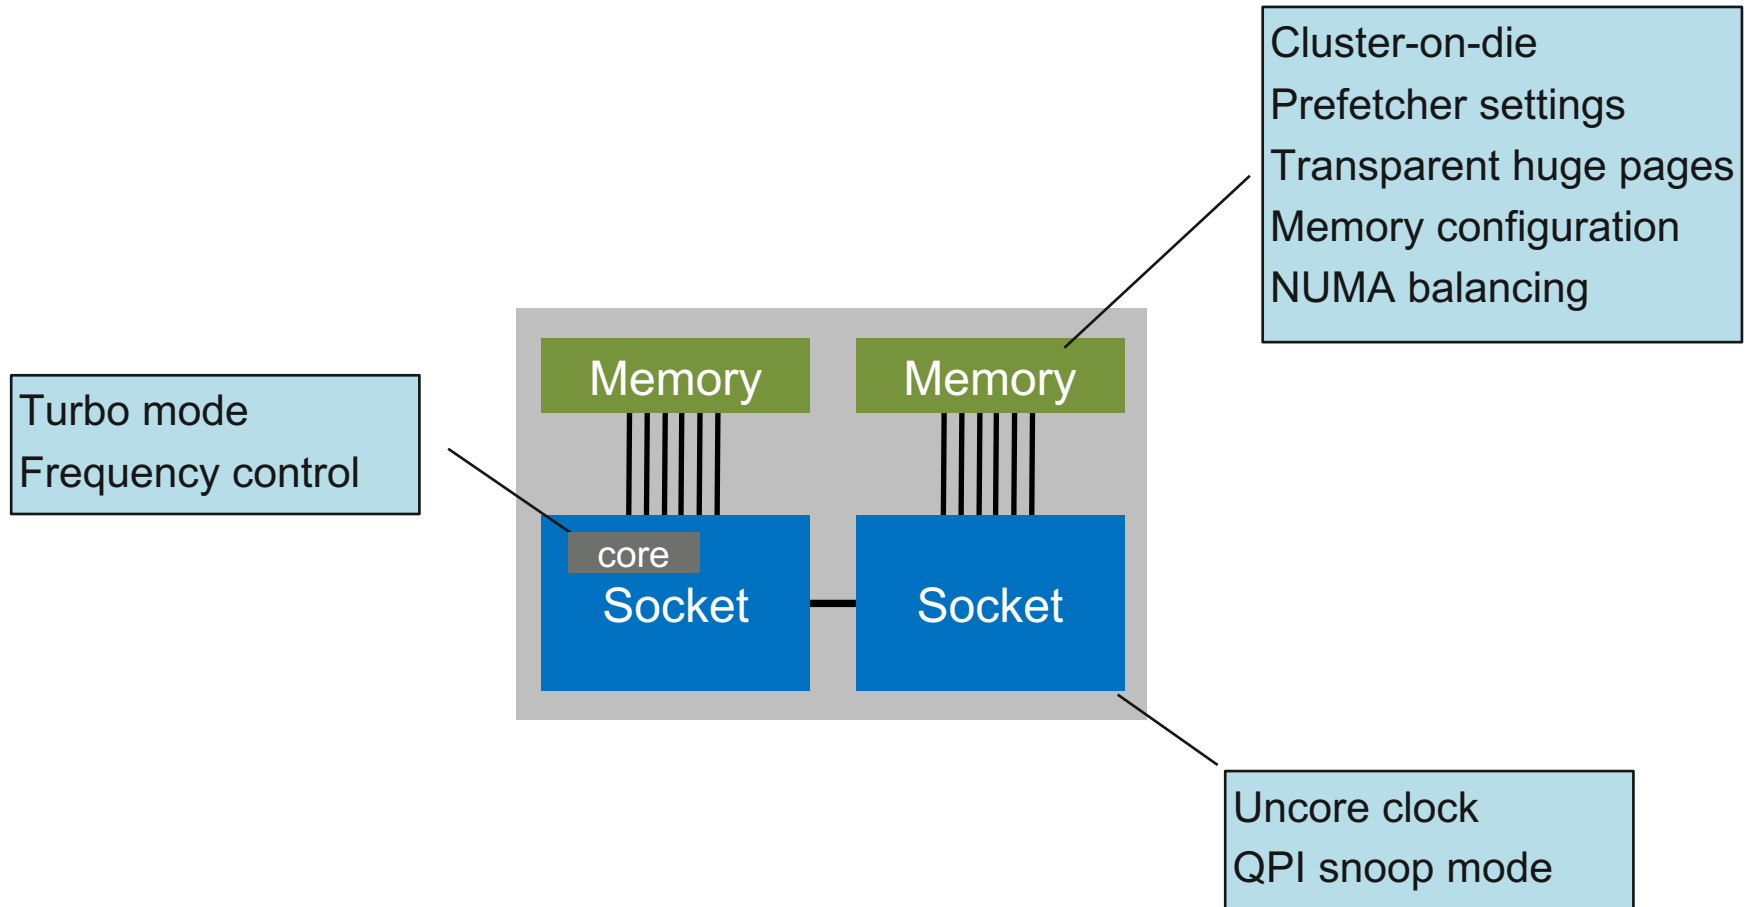 Cluster-on-die
Prefetcher settings
Transparent huge pages
Memory configuration
NUMA balancing
Turbo mode
Frequency control
Memory
Memory
core
Socket
Socket
Uncore clock
QPI snoop mode